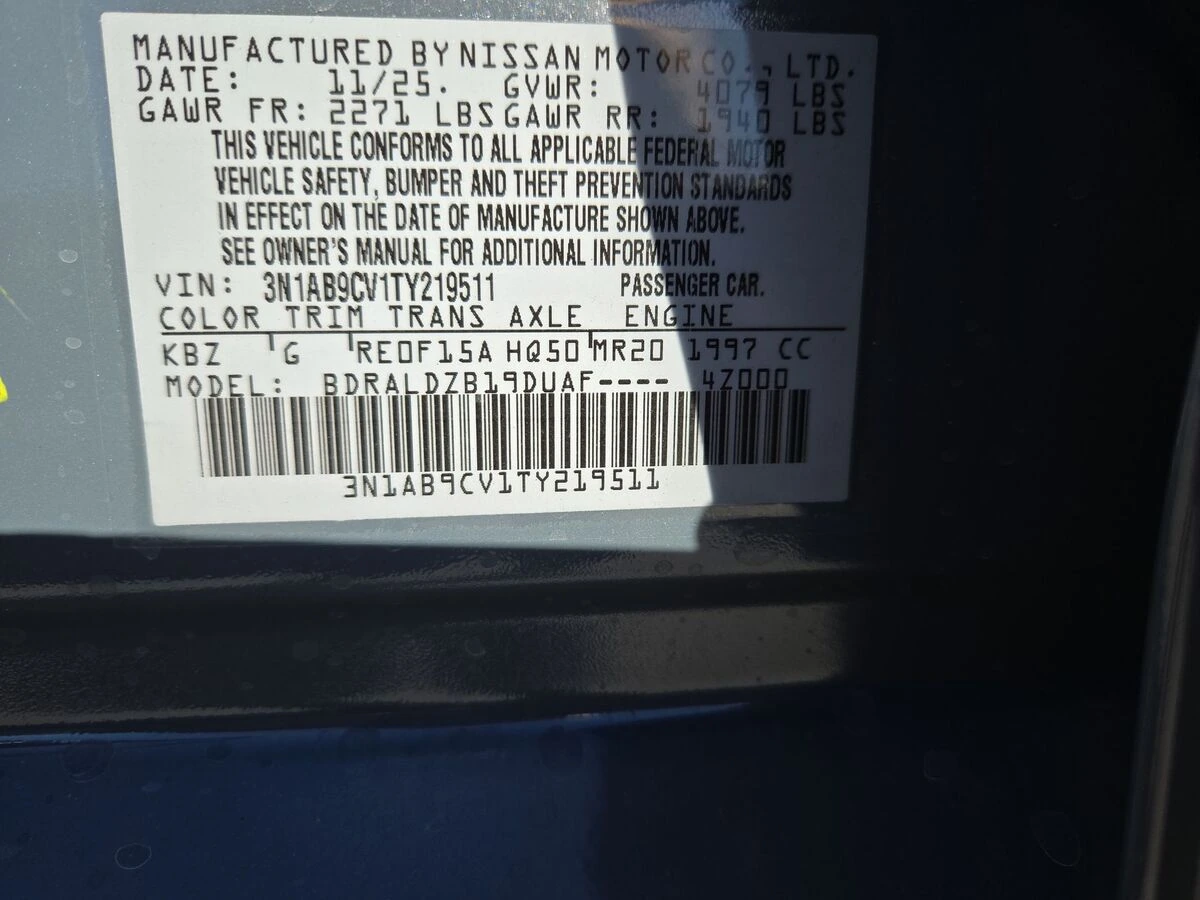 MANUFACTURED BY NISSAN MOTOR CO., LTD.
DATE: 11/25. GVWR: 4079 LBS
GAWR FR: 2271 LBS GAWR RR: 1940 LBS
THIS VEHICLE CONFORMS TO ALL APPLICABLE FEDERAL MOTOR
VEHICLE SAFETY, BUMPER AND THEFT PREVENTION STANDARDS
IN EFFECT ON THE DATE OF MANUFACTURE SHOWN ABOVE.
SEE OWNER'S MANUAL FOR ADDITIONAL INFORMATION.
VIN: 3N1AB9CV1TY219511 PASSENGER CAR.
COLOR TRIM TRANS AXLE ENGINE
KBZ G RE0F15A HQ50 MR20 1997 CC
MODEL: BDRALDZB19DUAF---- 4Z000
3N1AB9CV1TY219511